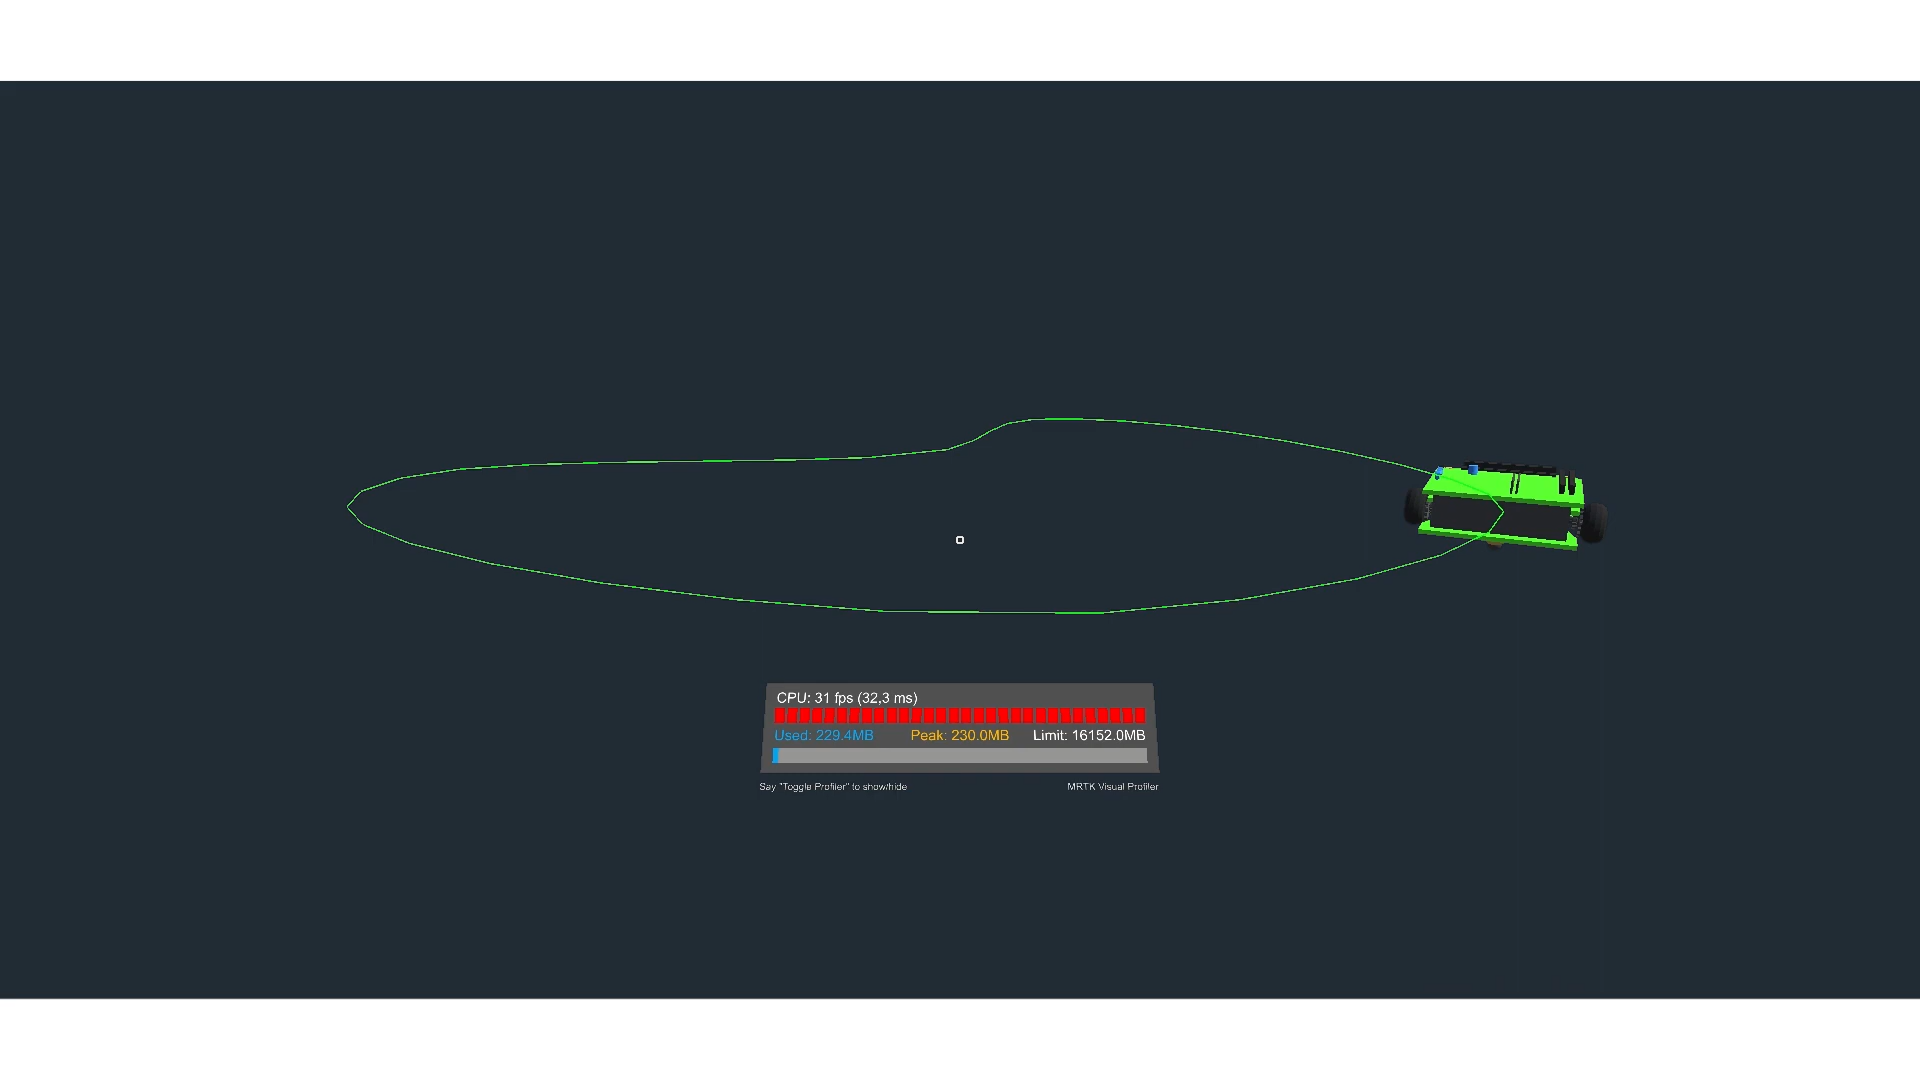 CPU: 31 fps (32,3 ms)
Used: 229.4MB Peak: 230.0MB Limit: 16152.0MB
Say "Toggle Profiler" to show/hide MRTK Visual Profiler